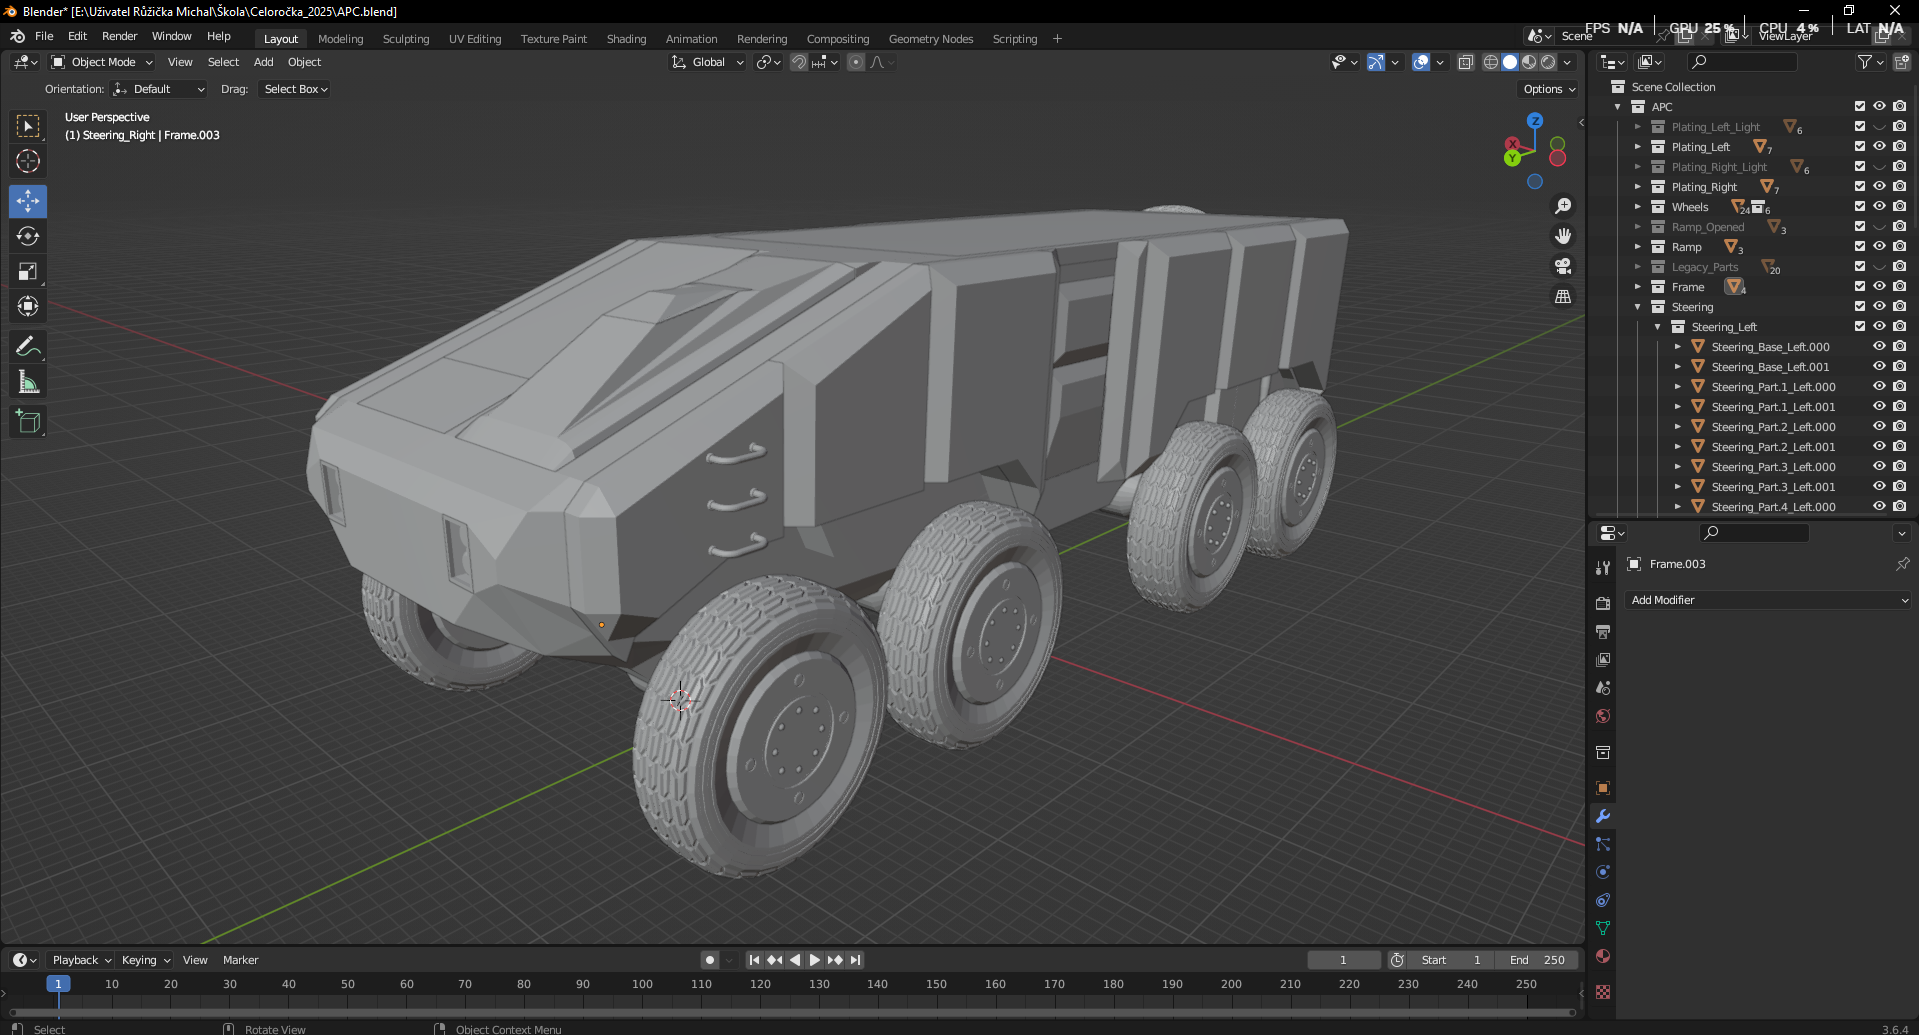 Blender* [E:\Uživatel Růžička Michal\Škola\Celoročka_2025\APC.blend]
File Edit Render Window Help Layout Modeling Sculpting UV Editing Texture Paint Shading Animation Rendering Compositing Geometry Nodes Scripting +
Scene ViewLayer
FPS N/A GPU 25 % CPU 4 % LAT N/A
Object Mode View Select Add Object Global
Orientation: Default Drag: Select Box Options
User Perspective
(1) Steering_Right | Frame.003
Z
X
Y
Scene Collection
APC
Plating_Left_Light 6
Plating_Left 7
Plating_Right_Light 6
Plating_Right 7
Wheels 24 6
Ramp_Opened 3
Ramp 3
Legacy_Parts 20
Frame 4
Steering
Steering_Left
Steering_Base_Left.000
Steering_Base_Left.001
Steering_Part.1_Left.000
Steering_Part.1_Left.001
Steering_Part.2_Left.000
Steering_Part.2_Left.001
Steering_Part.3_Left.000
Steering_Part.3_Left.001
Steering_Part.4_Left.000
Frame.003
Add Modifier
Playback Keying View Marker 1 Start 1 End 250
1 10 20 30 40 50 60 70 80 90 100 110 120 130 140 150 160 170 180 190 200 210 220 230 240 250
Select Rotate View Object Context Menu 3.6.4